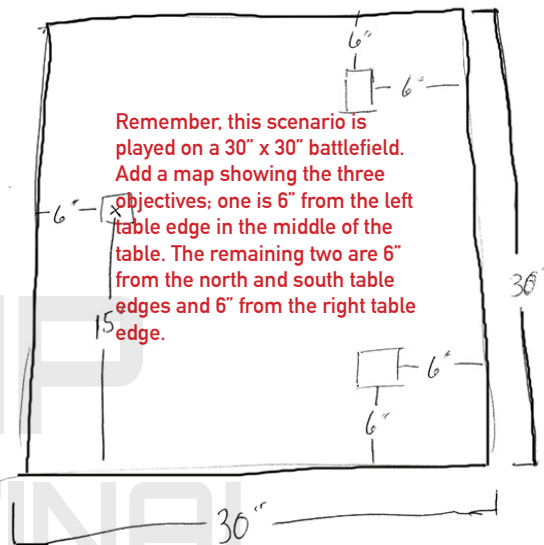 6"
6"
Remember, this scenario is
played on a 30” x 30” battlefield.
Add a map showing the three
objectives; one is 6” from the left
table edge in the middle of the
table. The remaining two are 6”
from the north and south table
edges and 6” from the right table
edge.
6"
x
30"
15
6"
6"
30"